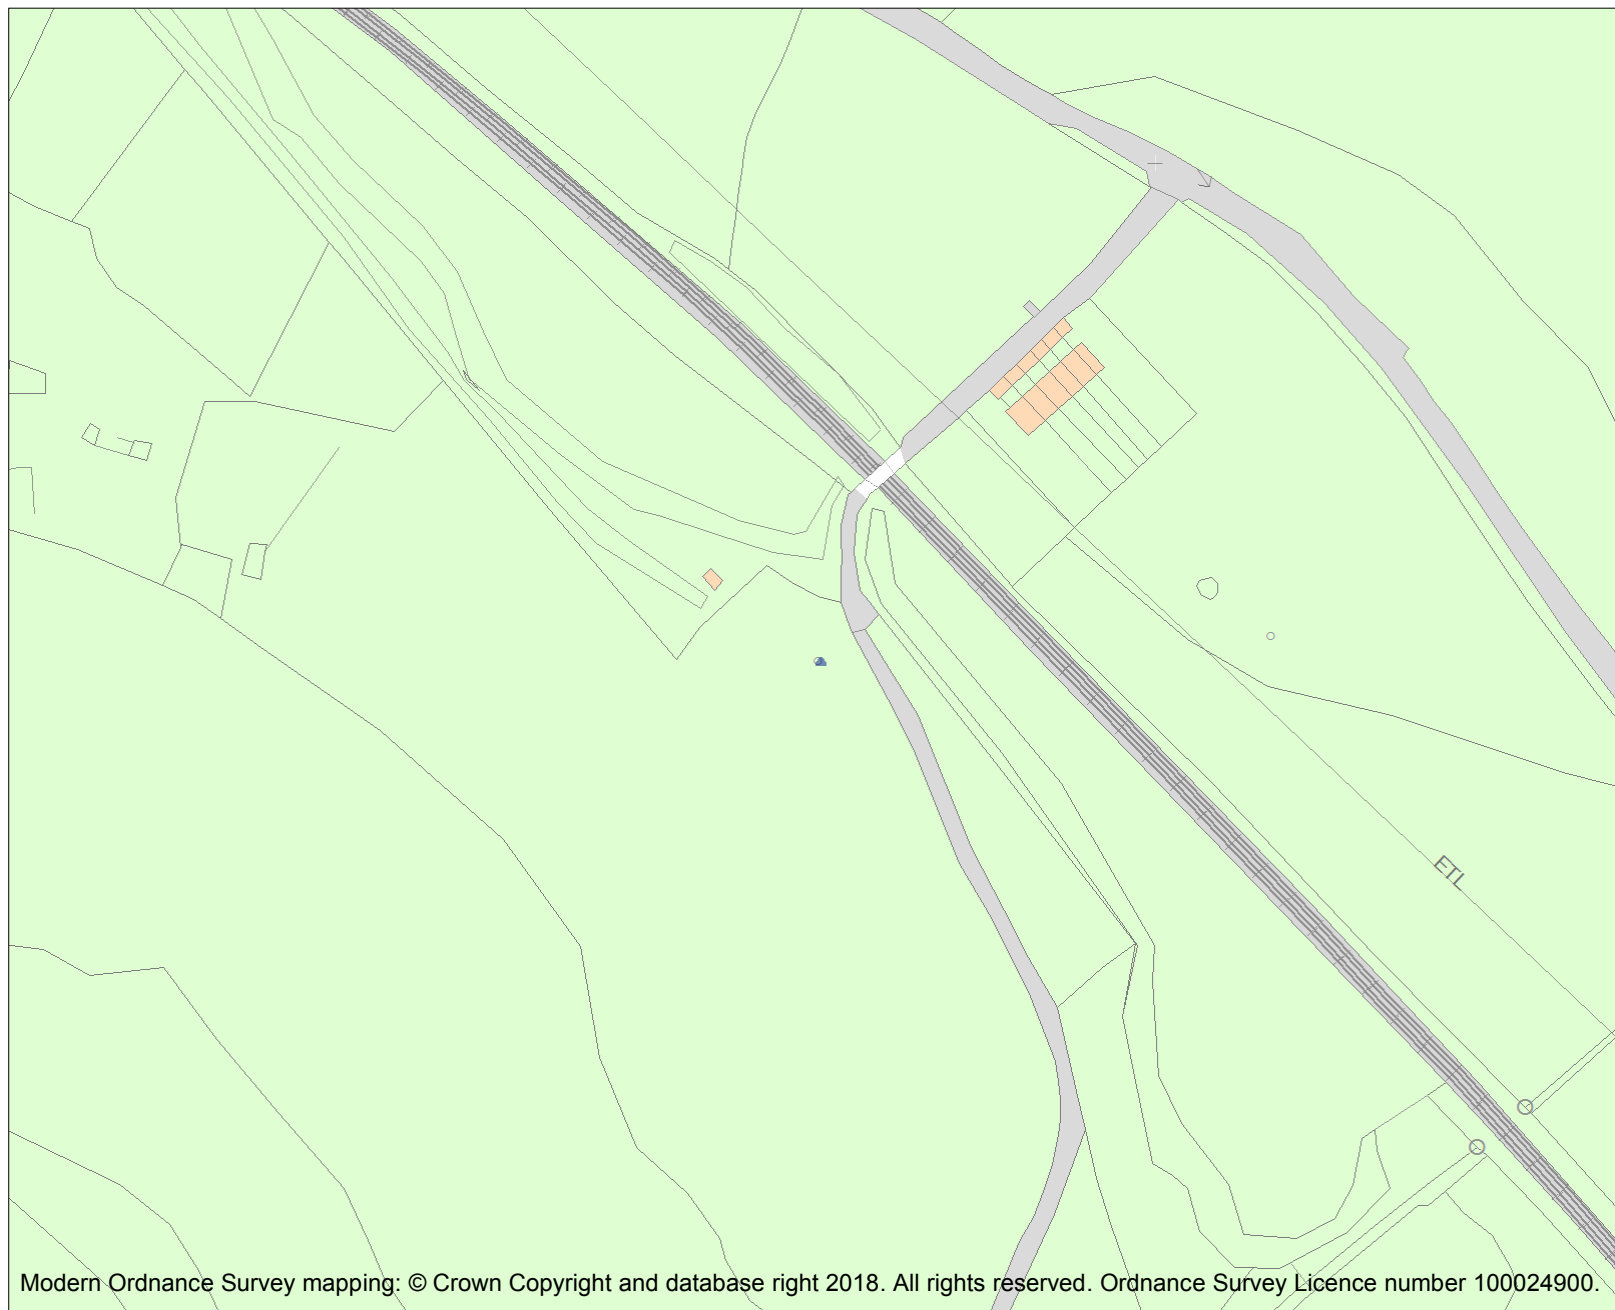 ETL
Modern Ordnance Survey mapping: © Crown Copyright and database right 2018. All rights reserved. Ordnance Survey Licence number 100024900.